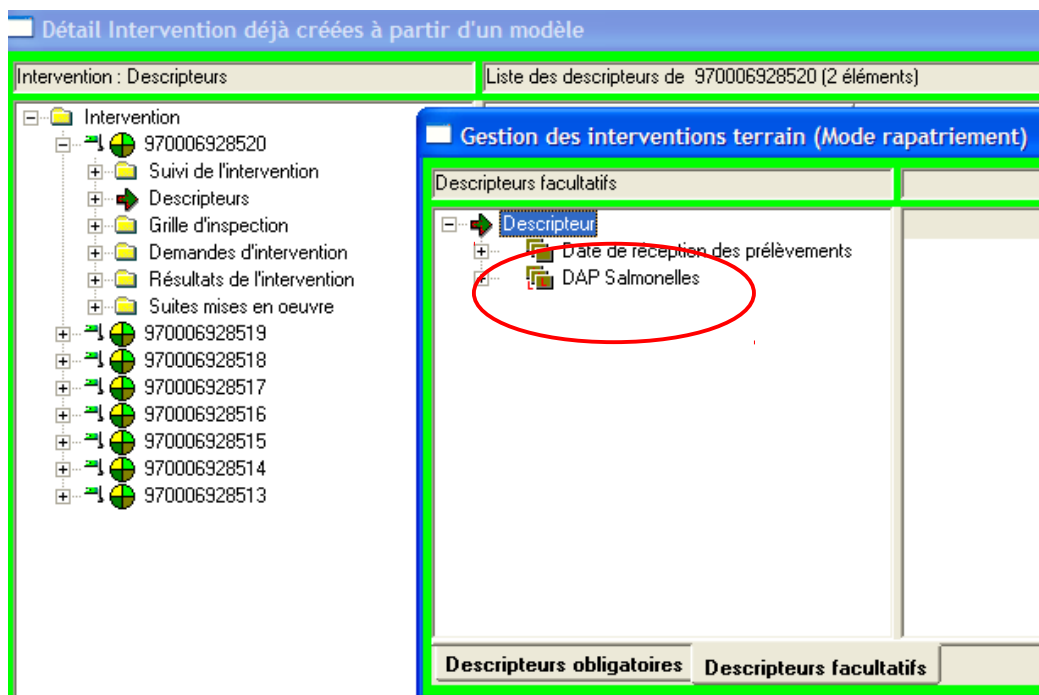 Détail Intervention déjà créées à partir d'un modèle
Intervention : Descripteurs
Liste des descripteurs de 970006928520 (2 éléments)
Intervention
970006928520
Suivi de l'intervention
Descripteurs
Grille d'inspection
Demandes d'intervention
Résultats de l'intervention
Suites mises en oeuvre
970006928519
970006928518
970006928517
970006928516
970006928515
970006928514
970006928513
Gestion des interventions terrain (Mode rapatriement)
Descripteurs facultatifs
Descripteur
Date de réception des prélèvements
DAP Salmonelles
Descripteurs obligatoires
Descripteurs facultatifs